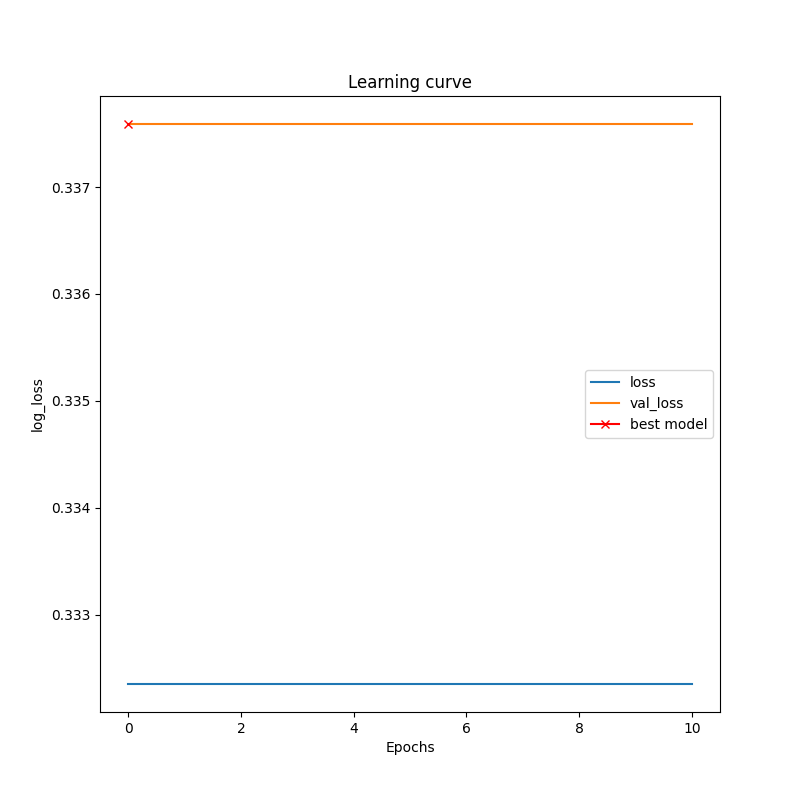 Learning curve
0.337
0.336
0.335
0.334
0.333
log_loss
loss
val_loss
best model
0 2 4 6 8 10
Epochs